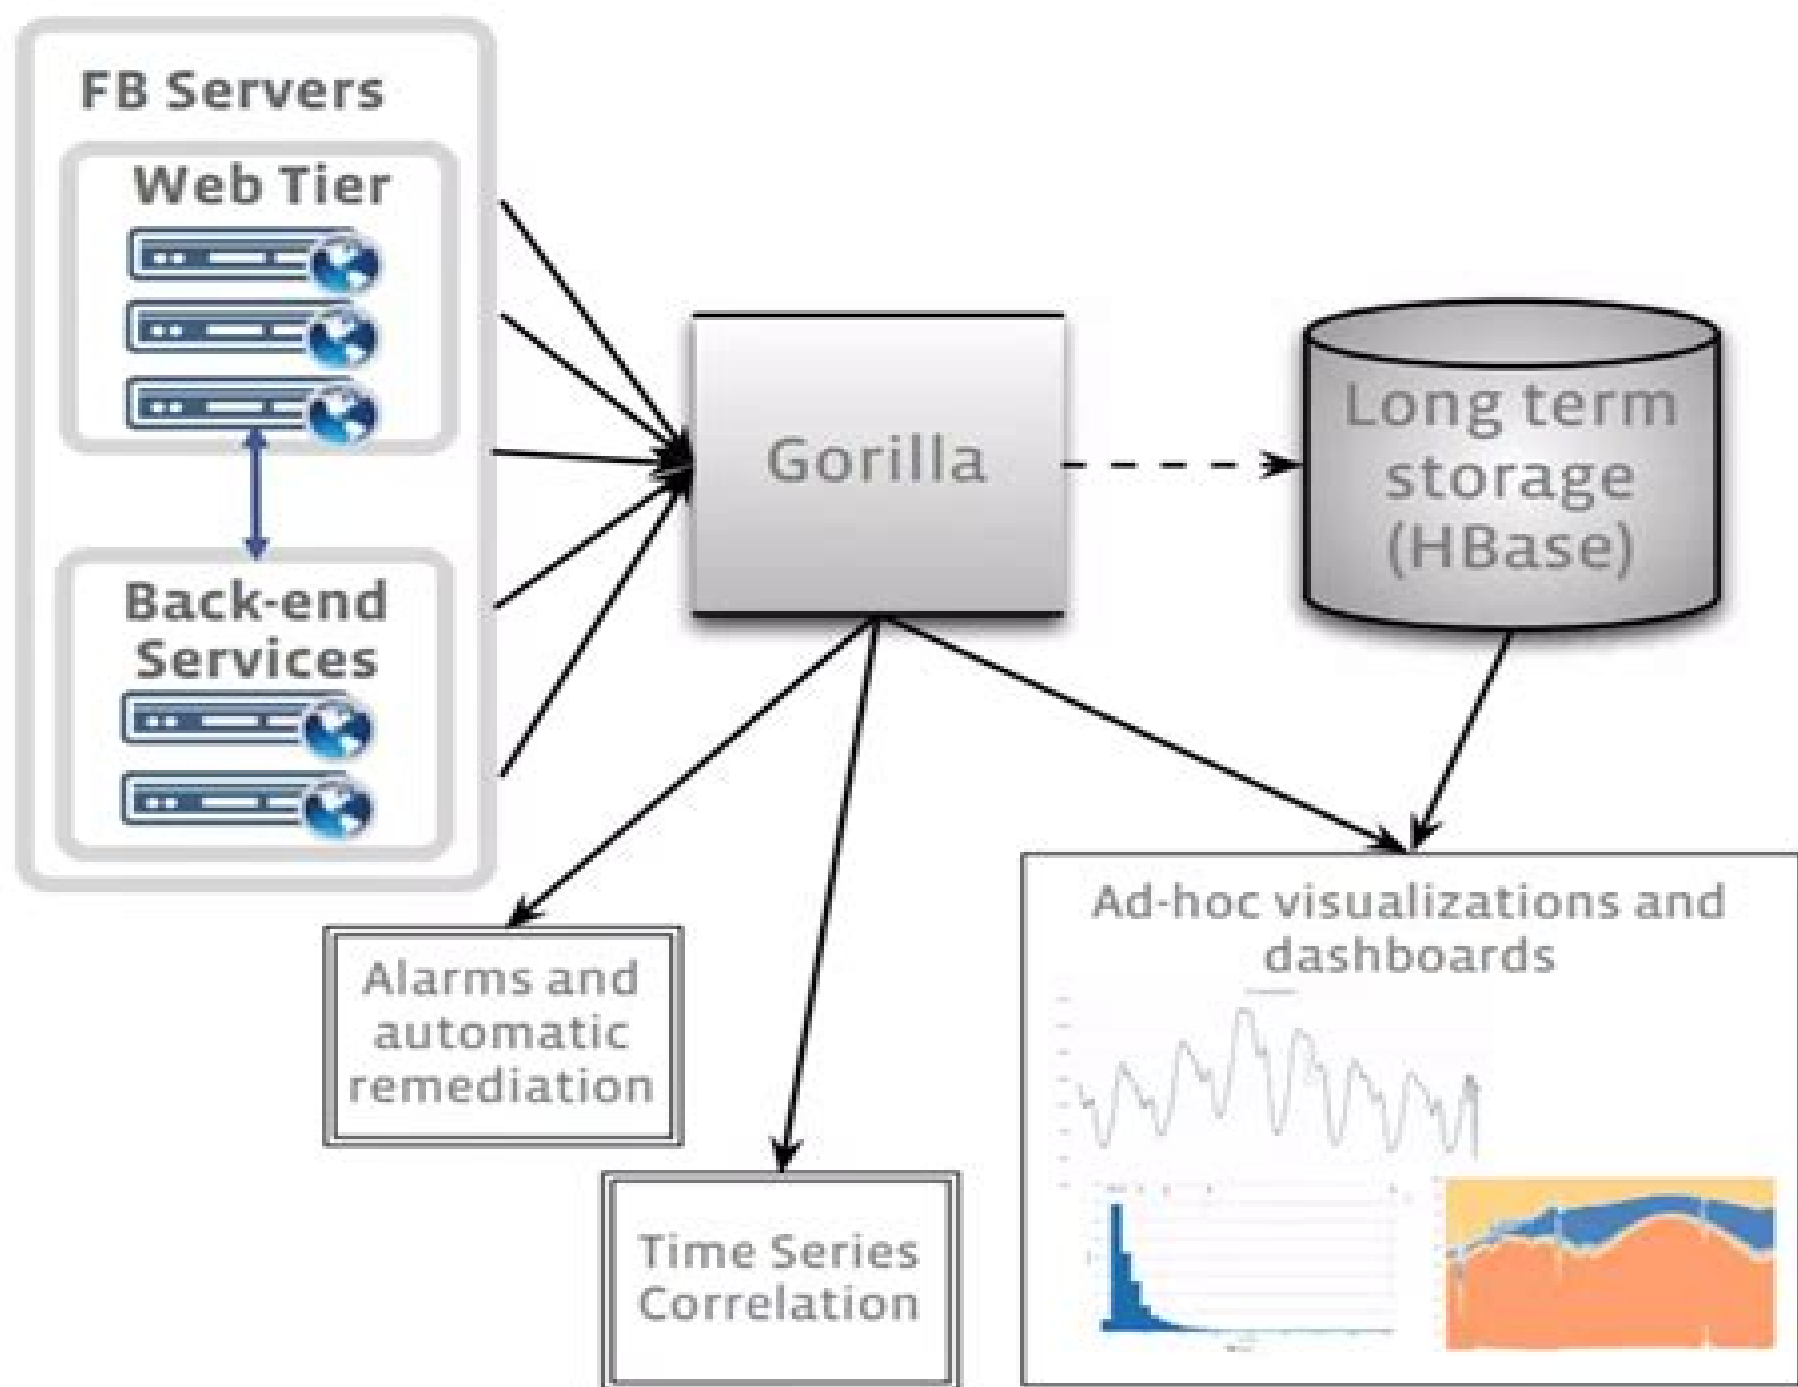 FB Servers
Web Tier
Back-end
Services
Gorilla
Long term
storage
(HBase)
Alarms and
automatic
remediation
Time Series
Correlation
Ad-hoc visualizations and
dashboards